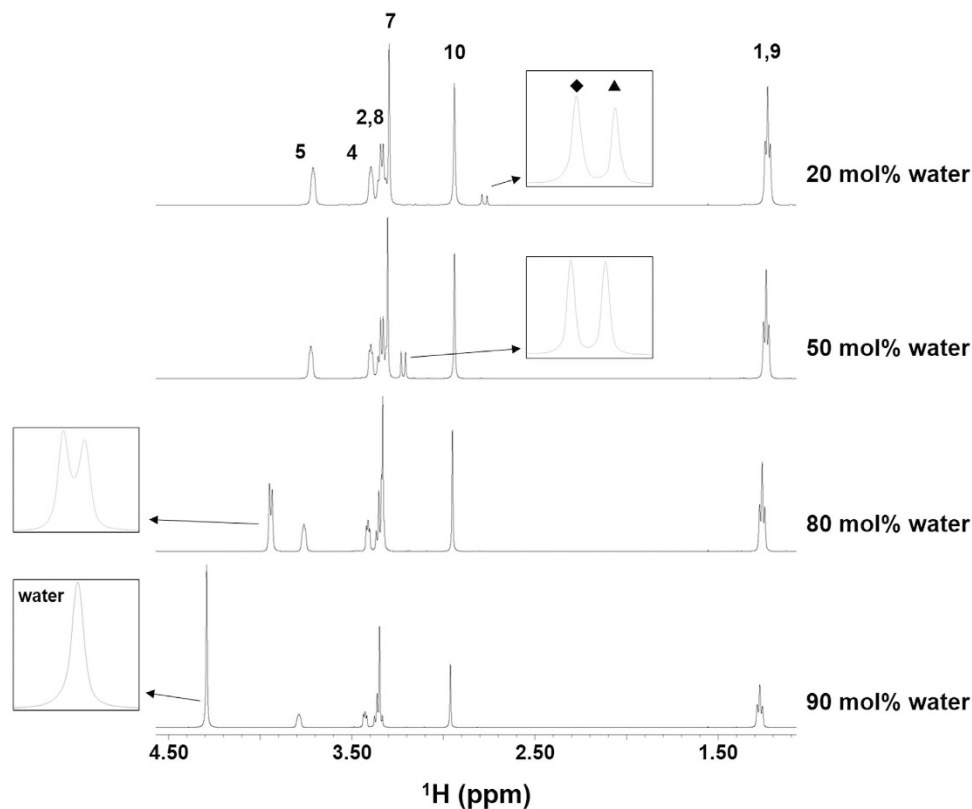 7
10
1,9
◆ ▲
2,8
5
4
20 mol% water
50 mol% water
80 mol% water
water
90 mol% water
4.50 3.50 2.50 1.50
¹H (ppm)